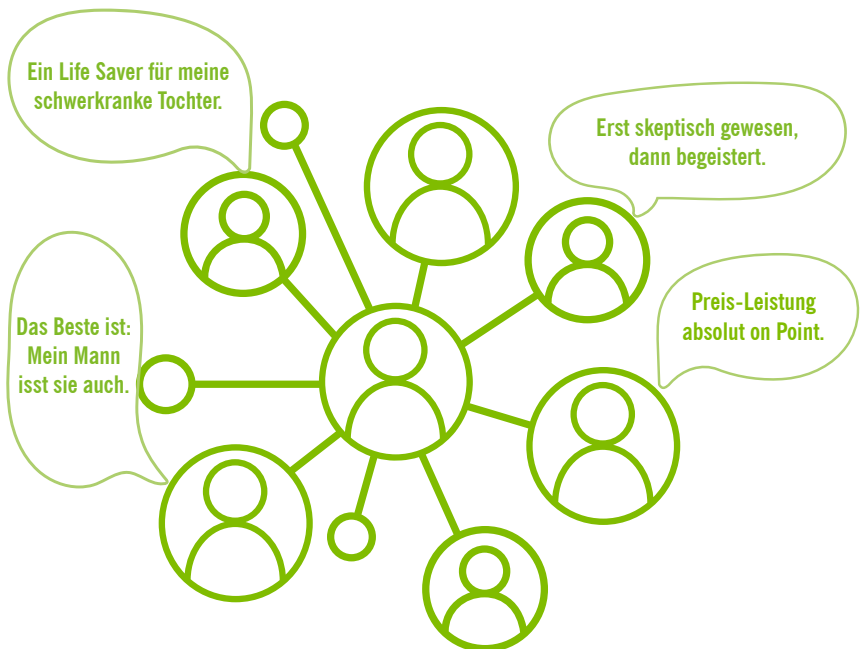 Ein Life Saver für meine
schwerkranke Tochter.
Erst skeptisch gewesen,
dann begeistert.
Das Beste ist:
Mein Mann
isst sie auch.
Preis-Leistung
absolut on Point.